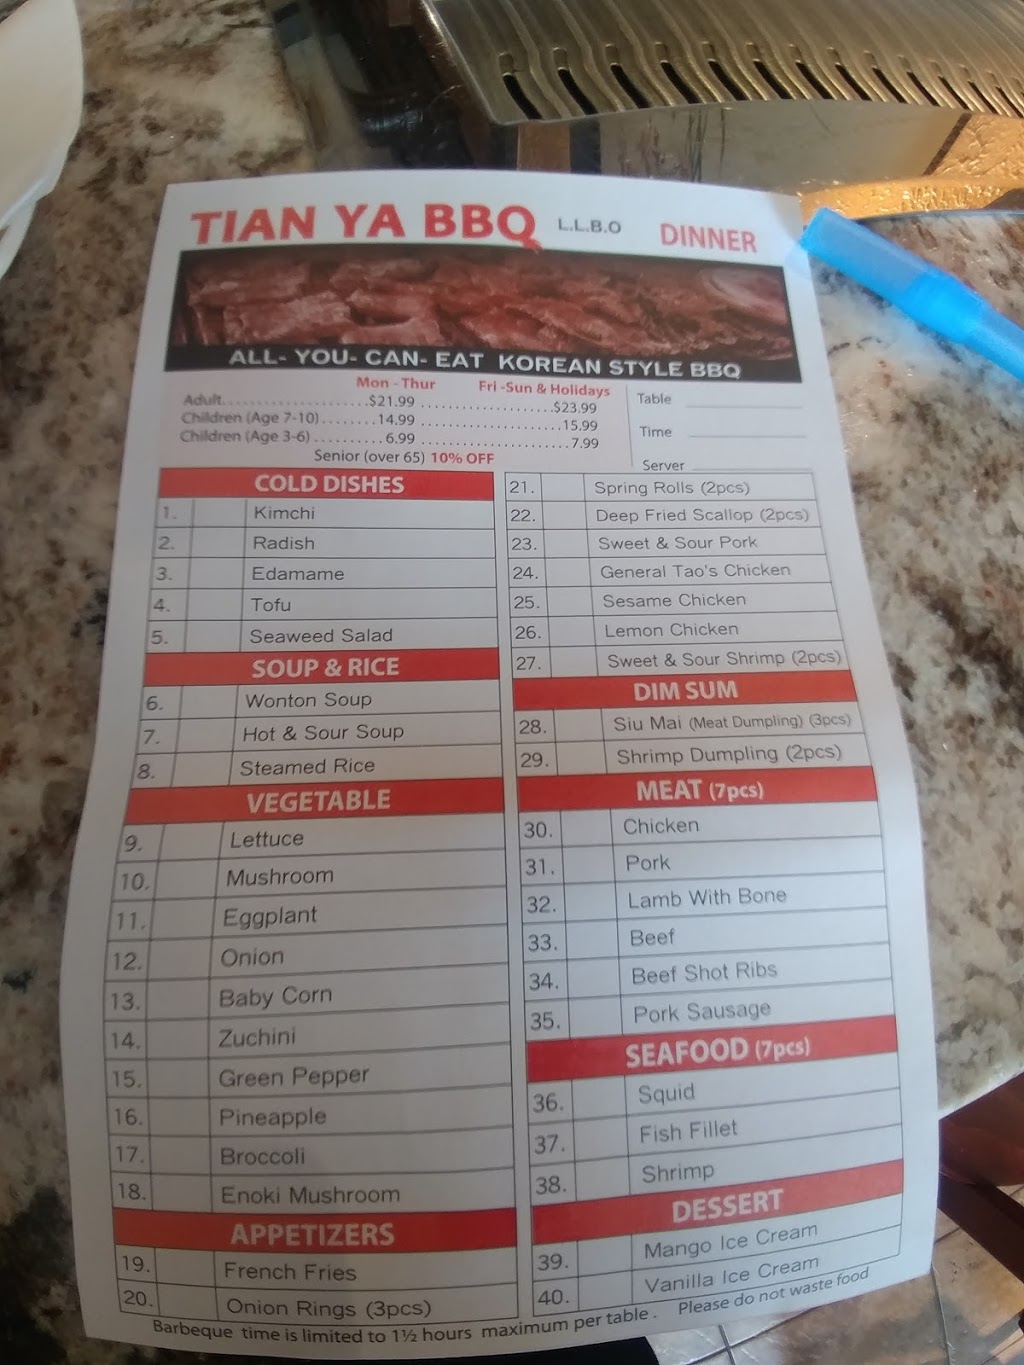 TIAN YA BBQ L.L.B.O DINNER
ALL- YOU- CAN- EAT KOREAN STYLE BBQ
Mon - Thur Fri -Sun & Holidays
Adult.....................$21.99 ....................$23.99
Children (Age 7-10)........14.99 .........................15.99
Children (Age 3-6) ..........6.99 .........................7.99
Senior (over 65) 10% OFF
Table
Time
Server
COLD DISHES
1. Kimchi
2. Radish
3. Edamame
4. Tofu
5. Seaweed Salad
SOUP & RICE
6. Wonton Soup
7. Hot & Sour Soup
8. Steamed Rice
VEGETABLE
9. Lettuce
10. Mushroom
11. Eggplant
12. Onion
13. Baby Corn
14. Zuchini
15. Green Pepper
16. Pineapple
17. Broccoli
18. Enoki Mushroom
APPETIZERS
19. French Fries
20. Onion Rings (3pcs)
21. Spring Rolls (2pcs)
22. Deep Fried Scallop (2pcs)
23. Sweet & Sour Pork
24. General Tao's Chicken
25. Sesame Chicken
26. Lemon Chicken
27. Sweet & Sour Shrimp (2pcs)
DIM SUM
28. Siu Mai (Meat Dumpling) (3pcs)
29. Shrimp Dumpling (2pcs)
MEAT (7pcs)
30. Chicken
31. Pork
32. Lamb With Bone
33. Beef
34. Beef Shot Ribs
35. Pork Sausage
SEAFOOD (7pcs)
36. Squid
37. Fish Fillet
38. Shrimp
DESSERT
39. Mango Ice Cream
40. Vanilla Ice Cream
Barbeque time is limited to 1½ hours maximum per table . Please do not waste food